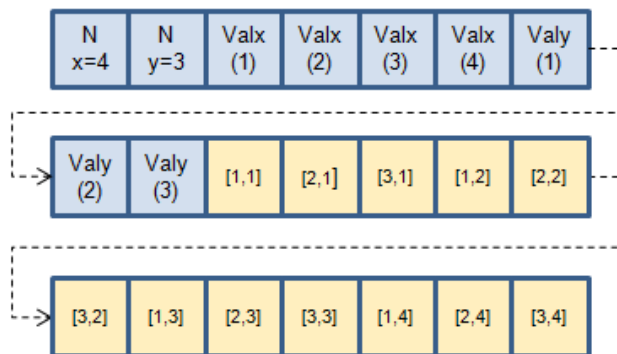 N x=4 N y=3 Valx (1) Valx (2) Valx (3) Valx (4) Valy (1)
Valy (2) Valy (3) [1,1] [2,1] [3,1] [1,2] [2,2]
[3,2] [1,3] [2,3] [3,3] [1,4] [2,4] [3,4]